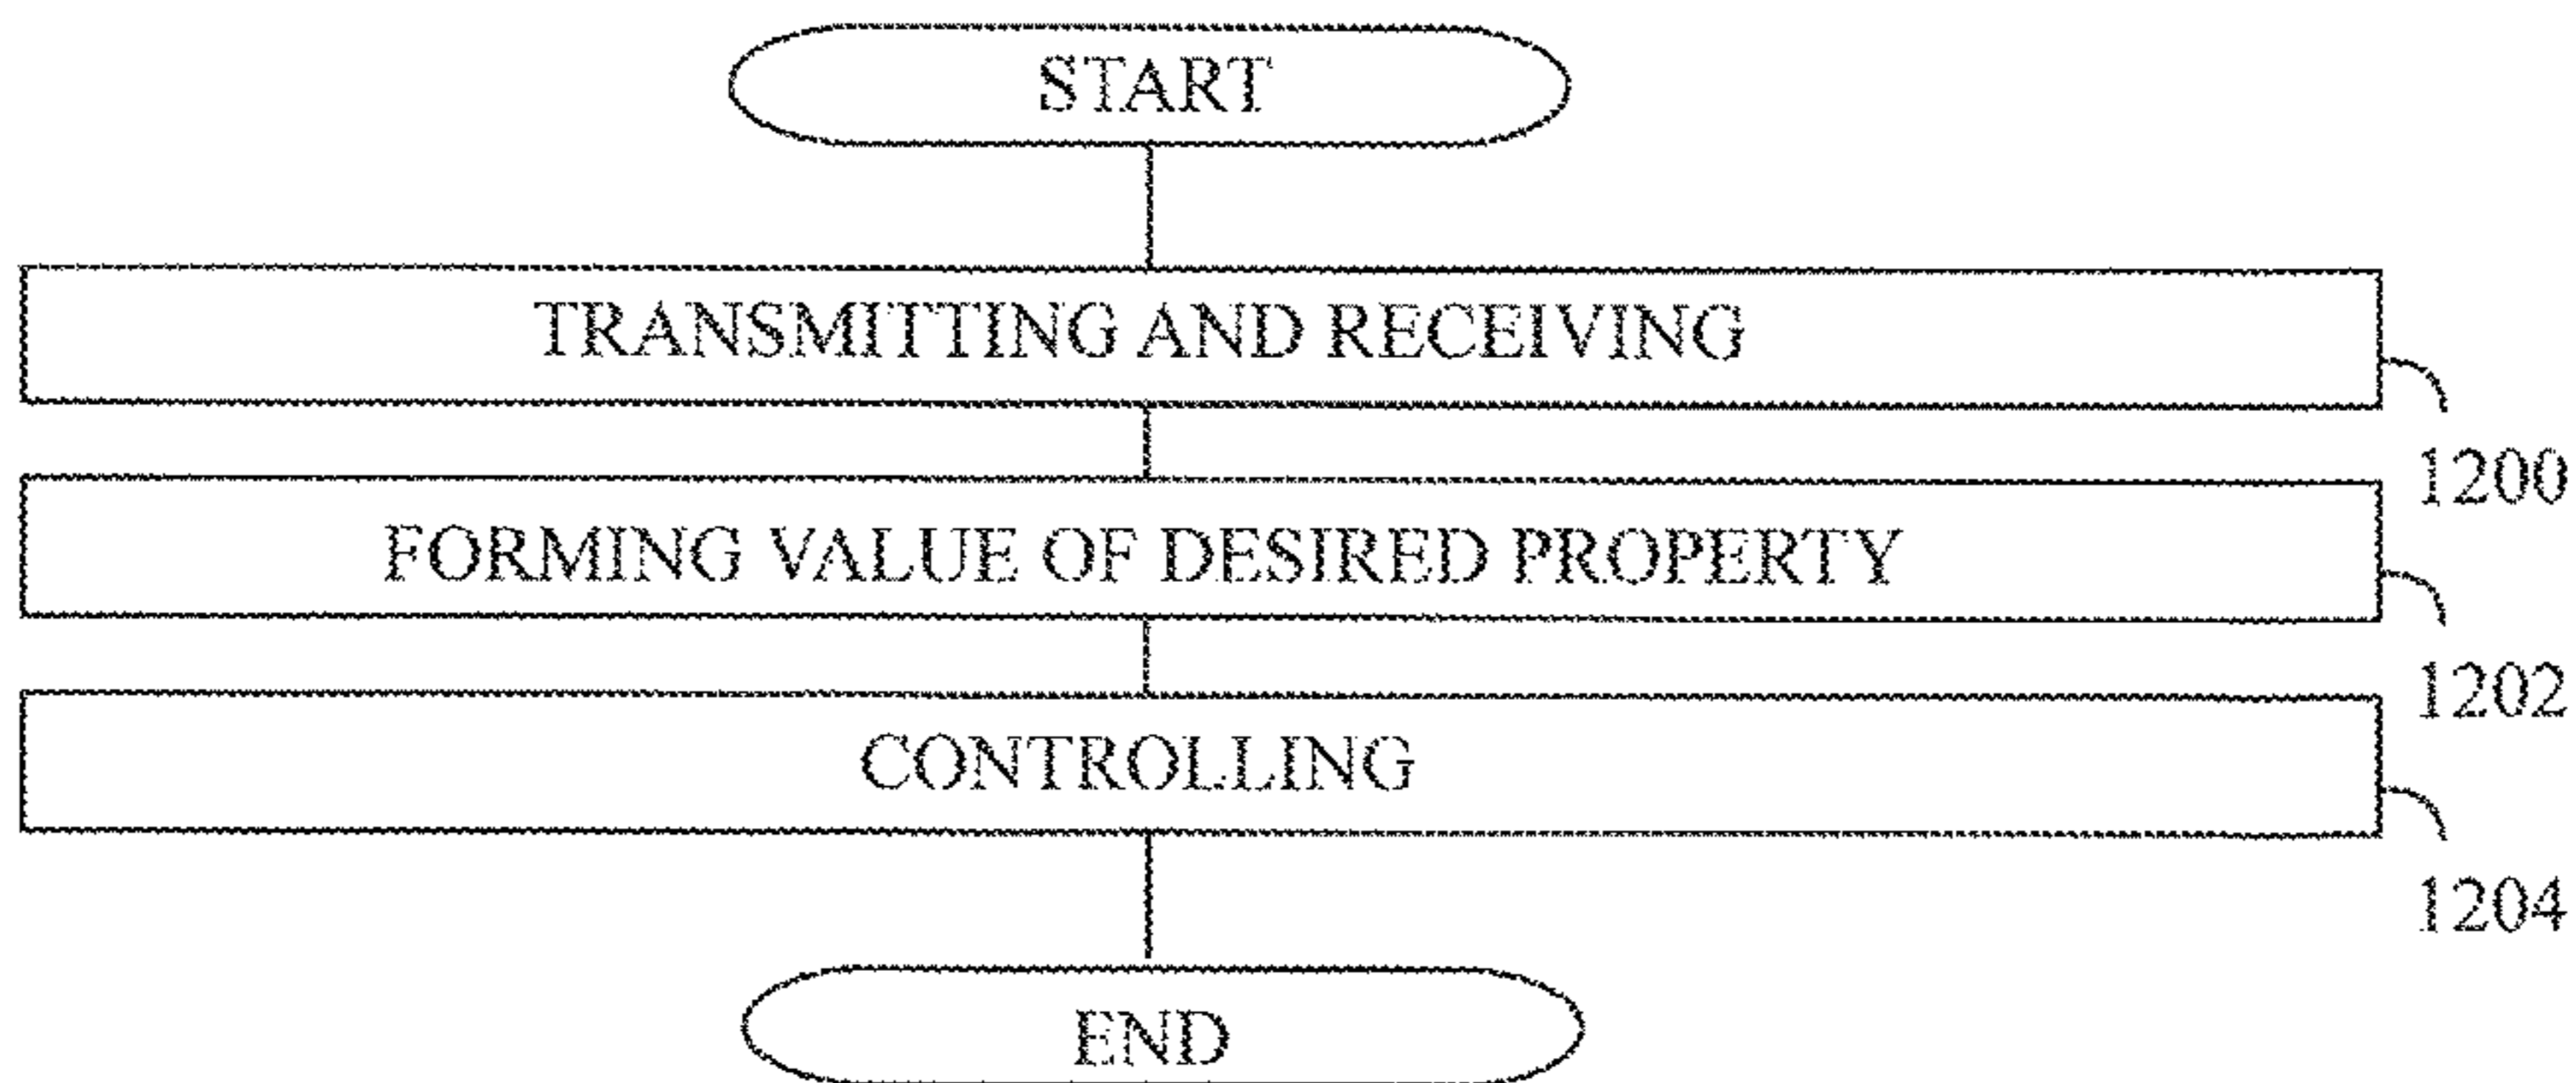 START
TRANSMITTING AND RECEIVING
1200
FORMING VALUE OF DESIRED PROPERTY
1202
CONTROLLING
1204
END